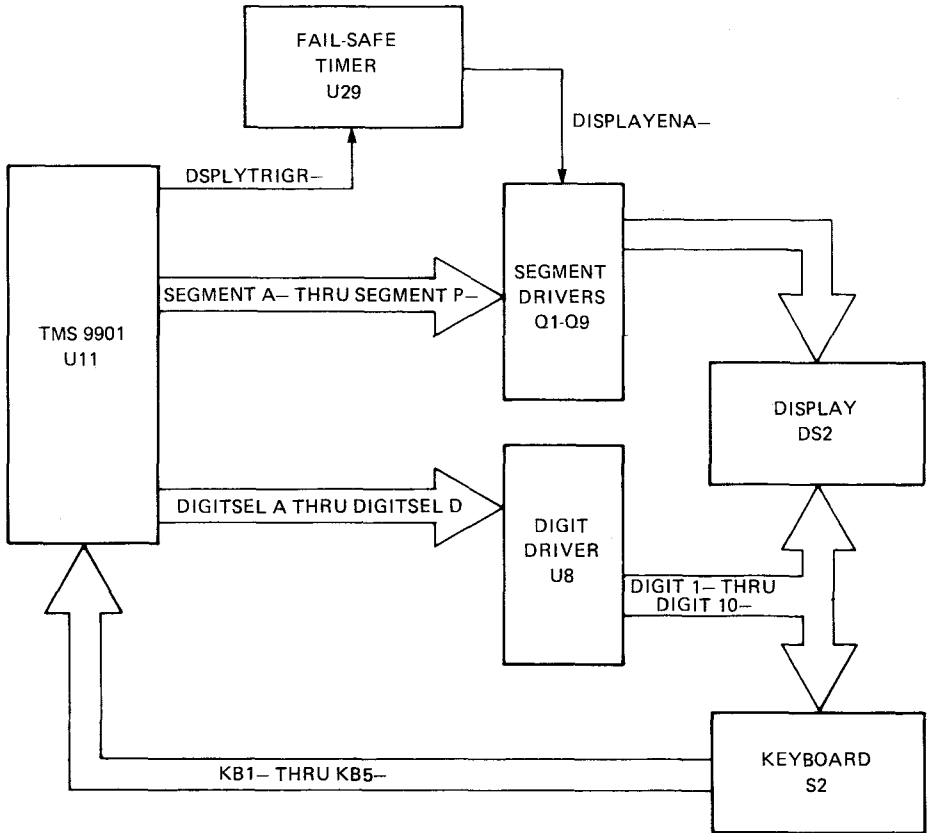 FAIL-SAFE
TIMER
U29
DISPLAYENA–
DSPLYTRIGR–
TMS 9901
U11
SEGMENT A– THRU SEGMENT P–
SEGMENT
DRIVERS
Q1-Q9
DISPLAY
DS2
DIGITSEL A THRU DIGITSEL D
DIGIT
DRIVER
U8
DIGIT 1– THRU
DIGIT 10–
KB1– THRU KB5–
KEYBOARD
S2